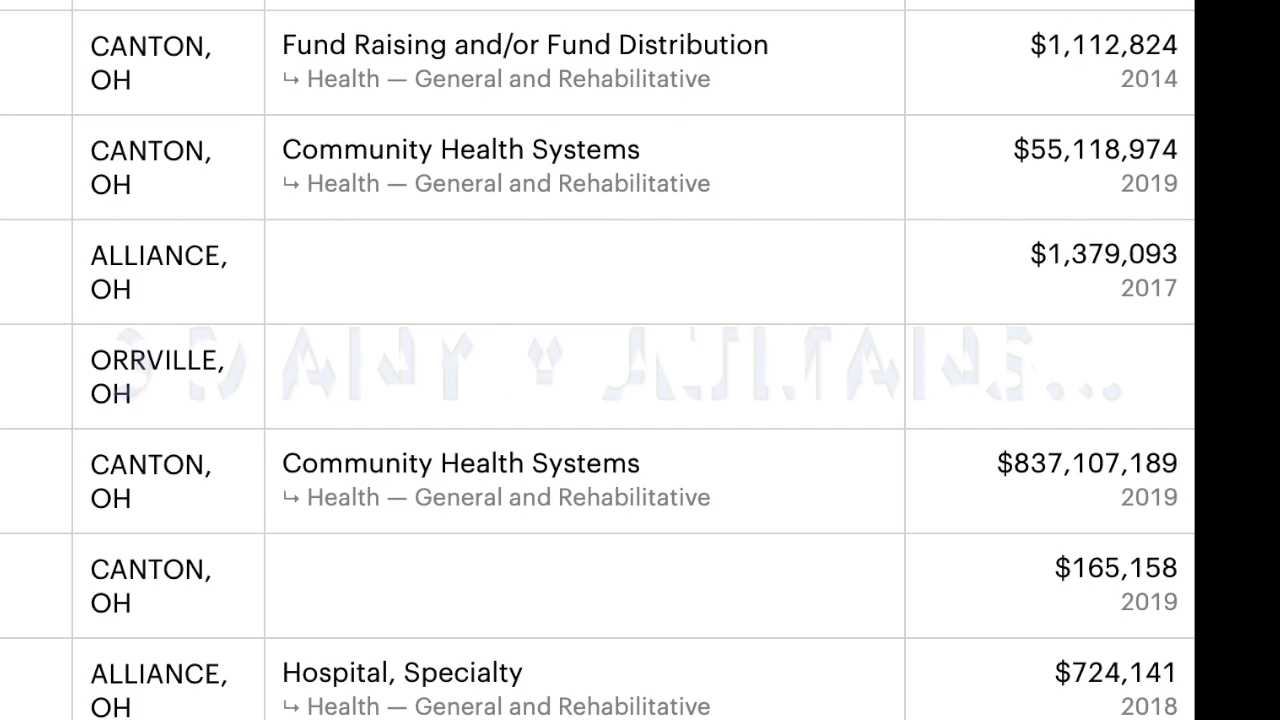 CANTON,
OH
Fund Raising and/or Fund Distribution
↳ Health — General and Rehabilitative
$1,112,824
2014
CANTON,
OH
Community Health Systems
↳ Health — General and Rehabilitative
$55,118,974
2019
ALLIANCE,
OH
$1,379,093
2017
ORRVILLE,
OH
CANTON,
OH
Community Health Systems
↳ Health — General and Rehabilitative
$837,107,189
2019
CANTON,
OH
$165,158
2019
ALLIANCE,
OH
Hospital, Specialty
↳ Health — General and Rehabilitative
$724,141
2018